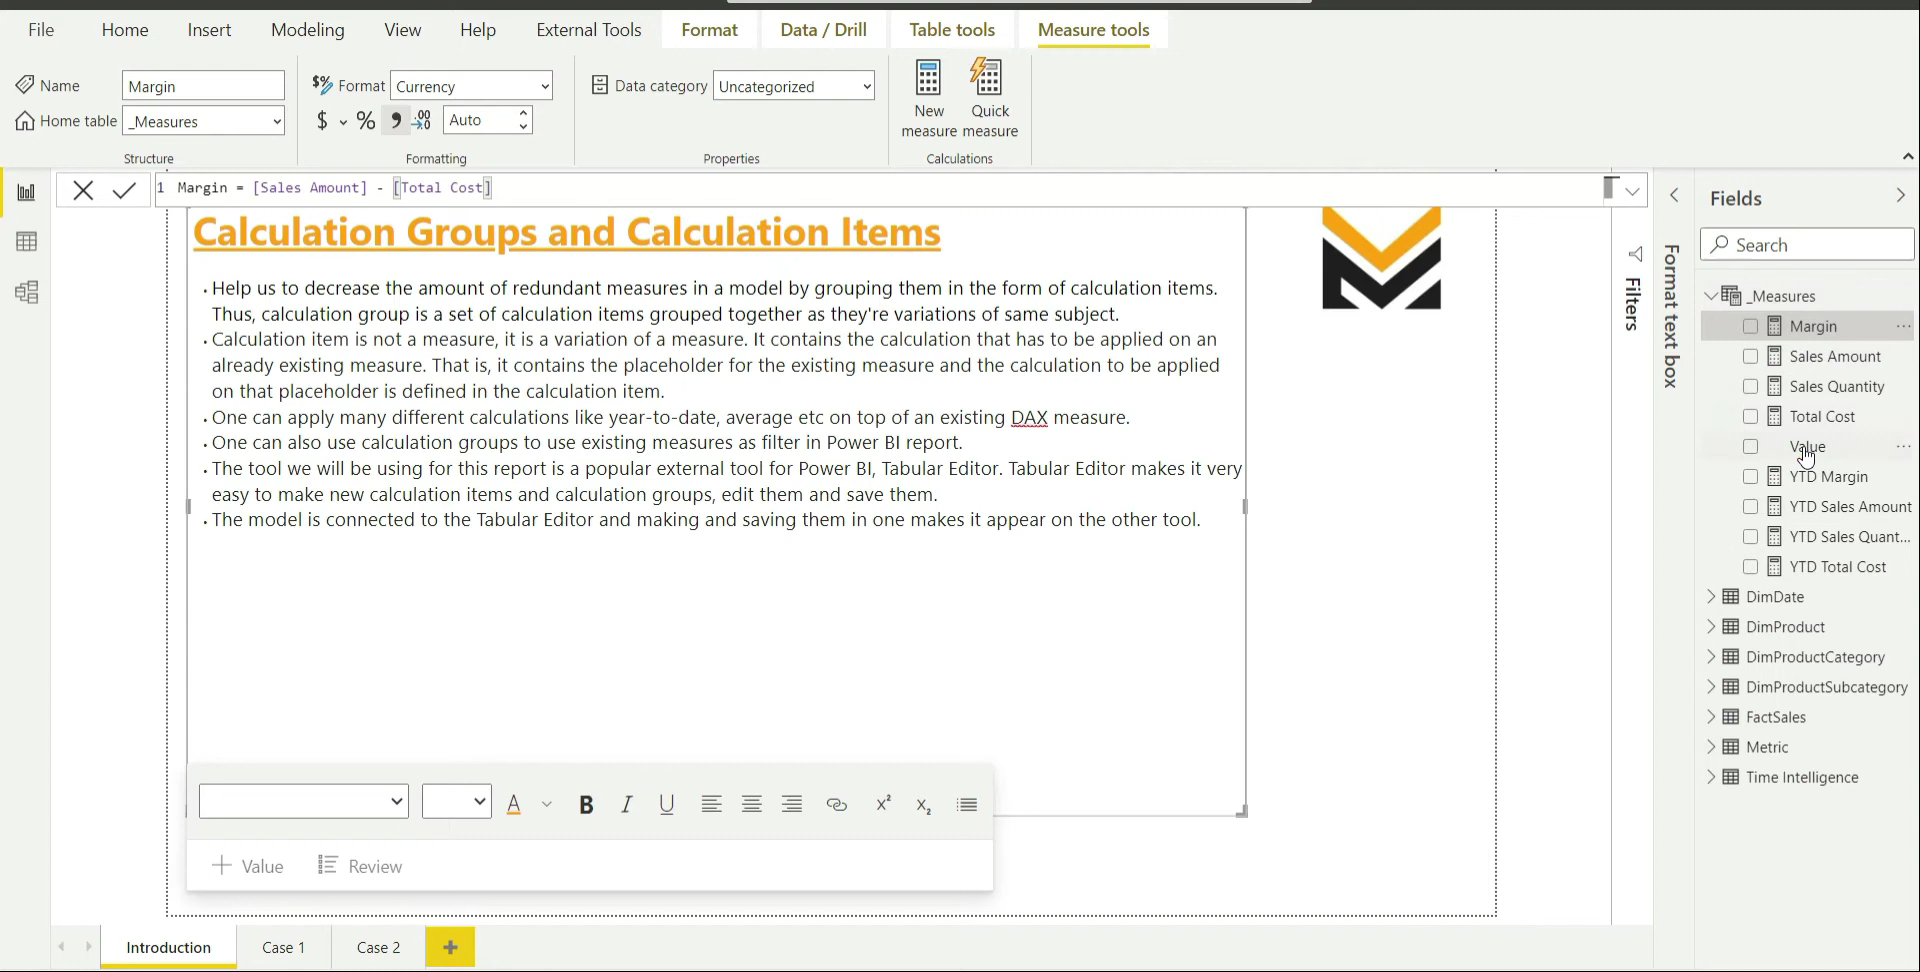 File Home Insert Modeling View Help External Tools Format Data / Drill Table tools Measure tools
Name Margin
Home table _Measures
Structure
$% Format Currency
$ % , .00 Auto
Formatting
Data category Uncategorized
Properties
New measure
Quick measure
Calculations
1 Margin = [Sales Amount] - [Total Cost]
Calculation Groups and Calculation Items
. Help us to decrease the amount of redundant measures in a model by grouping them in the form of calculation items.
Thus, calculation group is a set of calculation items grouped together as they're variations of same subject.
. Calculation item is not a measure, it is a variation of a measure. It contains the calculation that has to be applied on an
already existing measure. That is, it contains the placeholder for the existing measure and the calculation to be applied
on that placeholder is defined in the calculation item.
. One can apply many different calculations like year-to-date, average etc on top of an existing DAX measure.
. One can also use calculation groups to use existing measures as filter in Power BI report.
. The tool we will be using for this report is a popular external tool for Power BI, Tabular Editor. Tabular Editor makes it very
easy to make new calculation items and calculation groups, edit them and save them.
. The model is connected to the Tabular Editor and making and saving them in one makes it appear on the other tool.
A B I U x² x₂
+ Value Review
Filters
Format text box
Fields
Search
_Measures
Margin ...
Sales Amount
Sales Quantity
Total Cost
Value ...
YTD Margin
YTD Sales Amount
YTD Sales Quant...
YTD Total Cost
DimDate
DimProduct
DimProductCategory
DimProductSubcategory
FactSales
Metric
Time Intelligence
Introduction Case 1 Case 2 +